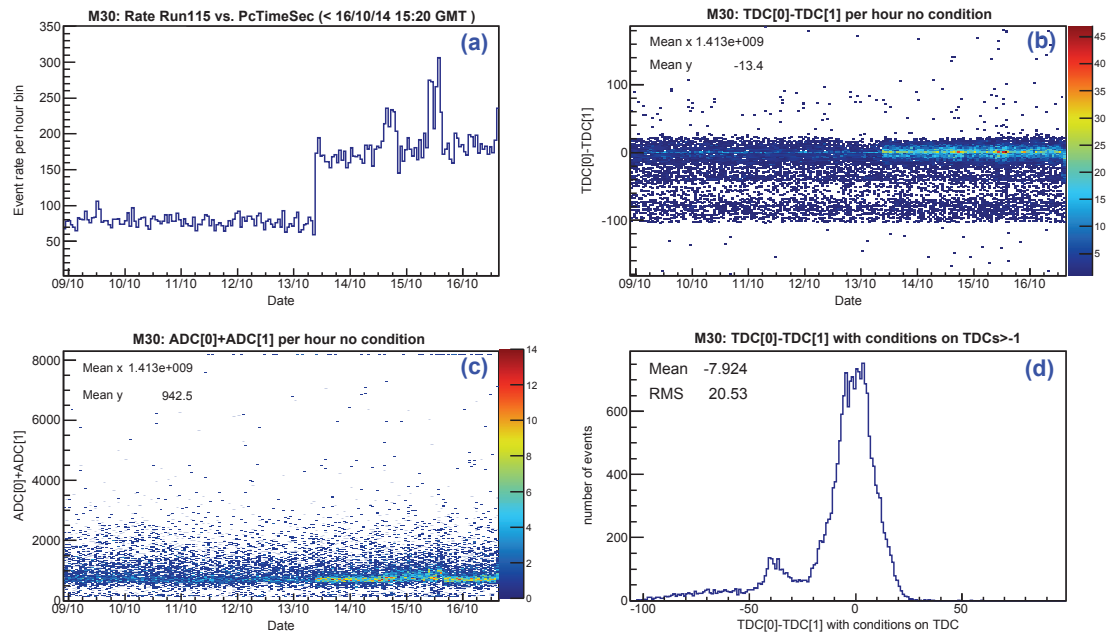 M30: Rate Run115 vs. PcTimeSec (< 16/10/14 15:20 GMT )
(a)
Event rate per hour bin
350
300
250
200
150
100
50
0
09/10 10/10 11/10 12/10 13/10 14/10 15/10 16/10
Date
M30: TDC[0]-TDC[1] per hour no condition
(b)
Mean x 1.413e+009
Mean y -13.4
TDC[0]-TDC[1]
100
0
-100
45
40
35
30
25
20
15
10
5
09/10 10/10 11/10 12/10 13/10 14/10 15/10 16/10
Date
M30: ADC[0]+ADC[1] per hour no condition
(c)
Mean x 1.413e+009
Mean y 942.5
ADC[0]+ADC[1]
8000
6000
4000
2000
0
14
12
10
8
6
4
2
0
09/10 10/10 11/10 12/10 13/10 14/10 15/10 16/10
Date
M30: TDC[0]-TDC[1] with conditions on TDCs>-1
(d)
Mean -7.924
RMS 20.53
number of events
600
400
200
0
-100 -50 0 50
TDC[0]-TDC[1] with conditions on TDC